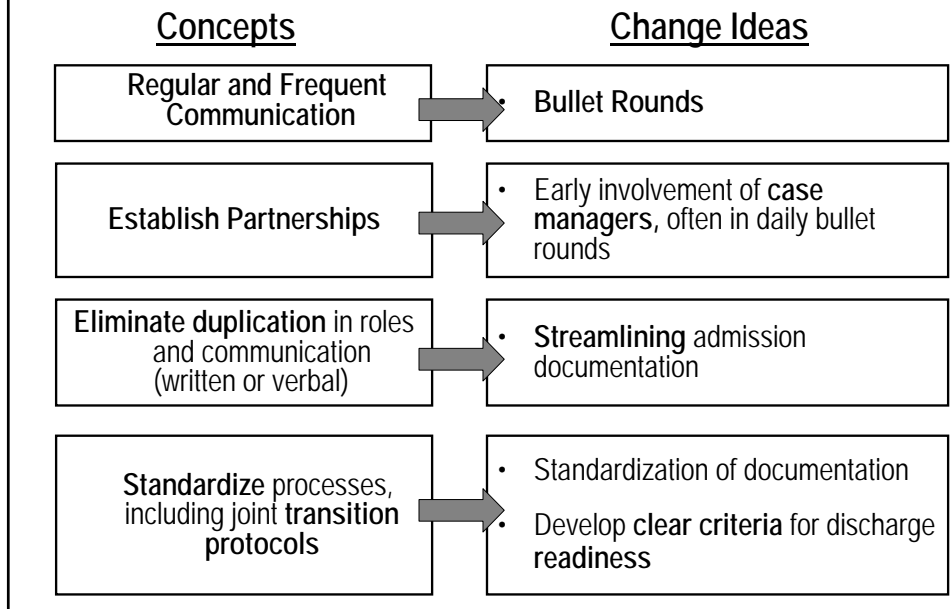 Concepts
Change Ideas
Regular and Frequent
Communication
• Bullet Rounds
Establish Partnerships
• Early involvement of case
managers, often in daily bullet
rounds
Eliminate duplication in roles
and communication
(written or verbal)
• Streamlining admission
documentation
Standardize processes,
including joint transition
protocols
• Standardization of documentation
• Develop clear criteria for discharge
readiness